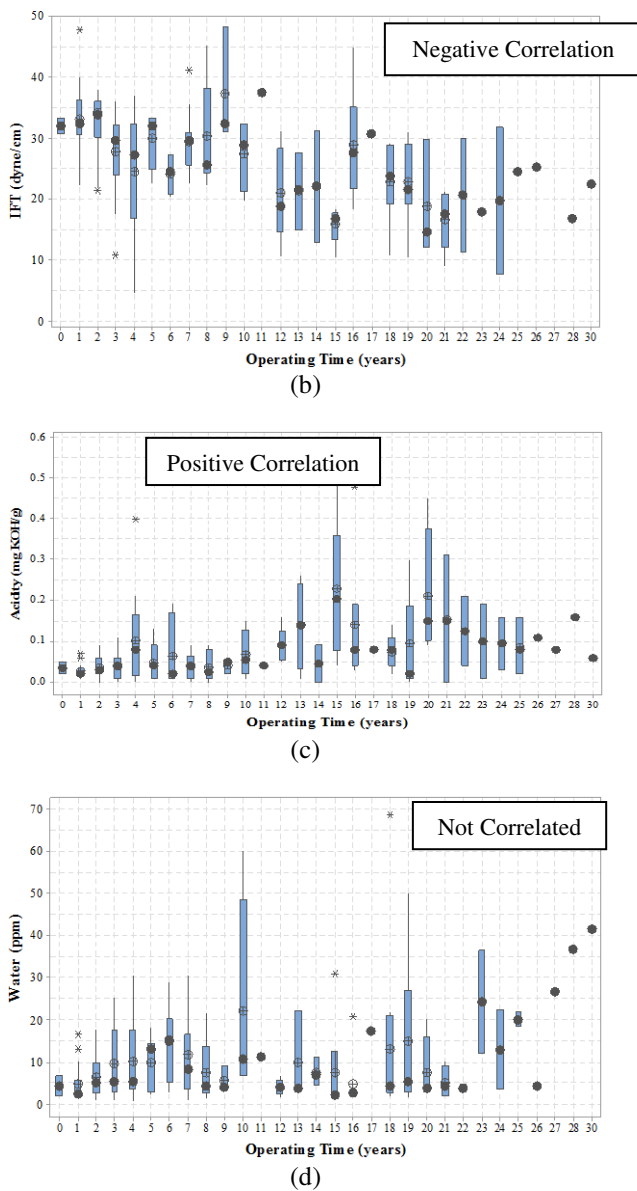 50
40
30
20
10
0
IFT (dyne/cm)
Negative Correlation
0 1 2 3 4 5 6 7 8 9 10 11 12 13 14 15 16 17 18 19 20 21 22 23 24 25 26 28 30
Operating Time (years)
(b)
0.6
0.5
0.4
0.3
0.2
0.1
0.0
Acidity (mg KOH/g)
Positive Correlation
0 1 2 3 4 5 6 7 8 9 10 11 12 13 14 15 16 17 18 19 20 21 22 23 24 25 26 27 28 30
Operating Time (years)
(c)
70
60
50
40
30
20
10
0
Water (ppm)
Not Correlated
0 1 2 3 4 5 6 7 8 9 10 11 12 13 14 15 16 17 18 19 20 21 22 23 24 25 26 27 28 30
Operating Time (years)
(d)